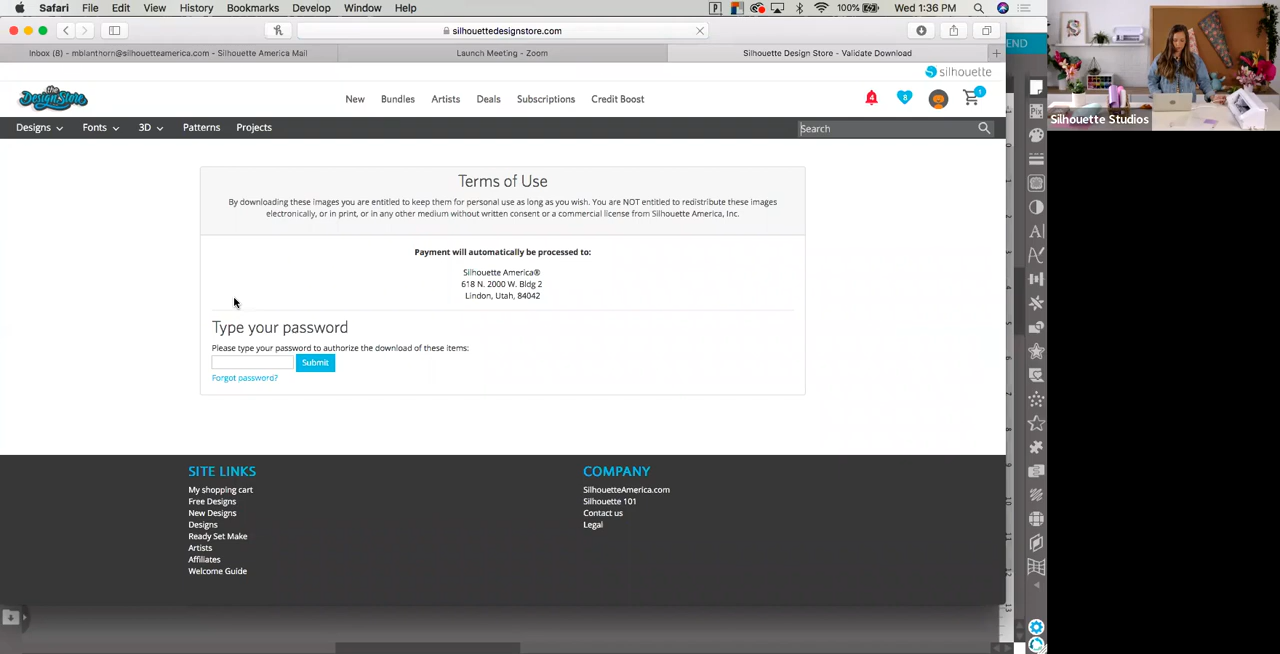 Safari File Edit View History Bookmarks Develop Window Help 100% Wed 1:36 PM
silhouettedesignstore.com
Inbox (8) – mblanthorn@silhouetteamerica.com - Silhouette America Mail
Launch Meeting - Zoom
Silhouette Design Store - Validate Download
silhouette
the Design Store
New Bundles Artists Deals Subscriptions Credit Boost 4 8 1
Designs Fonts 3D Patterns Projects
Search
Silhouette Studios
Terms of Use
By downloading these images you are entitled to keep them for personal use as long as you wish. You are NOT entitled to redistribute these images
electronically, or in print, or in any other medium without written consent or a commercial license from Silhouette America, Inc.
Payment will automatically be processed to:
Silhouette America®
618 N. 2000 W. Bldg 2
Lindon, Utah, 84042
Type your password
Please type your password to authorize the download of these items:
Submit
Forgot password?
SITE LINKS
My shopping cart
Free Designs
New Designs
Designs
Ready Set Make
Artists
Affiliates
Welcome Guide
COMPANY
SilhouetteAmerica.com
Silhouette 101
Contact us
Legal